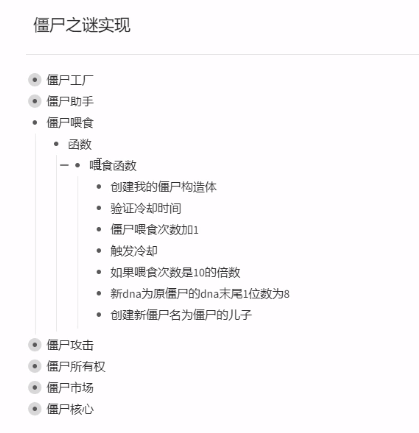 僵尸之谜实现
僵尸工厂
僵尸助手
僵尸喂食
函数
喂食函数
创建我的僵尸构造体
验证冷却时间
僵尸喂食次数加1
触发冷却
如果喂食次数是10的倍数
新dna为原僵尸的dna末尾1位数为8
创建新僵尸名为僵尸的儿子
僵尸攻击
僵尸所有权
僵尸市场
僵尸核心